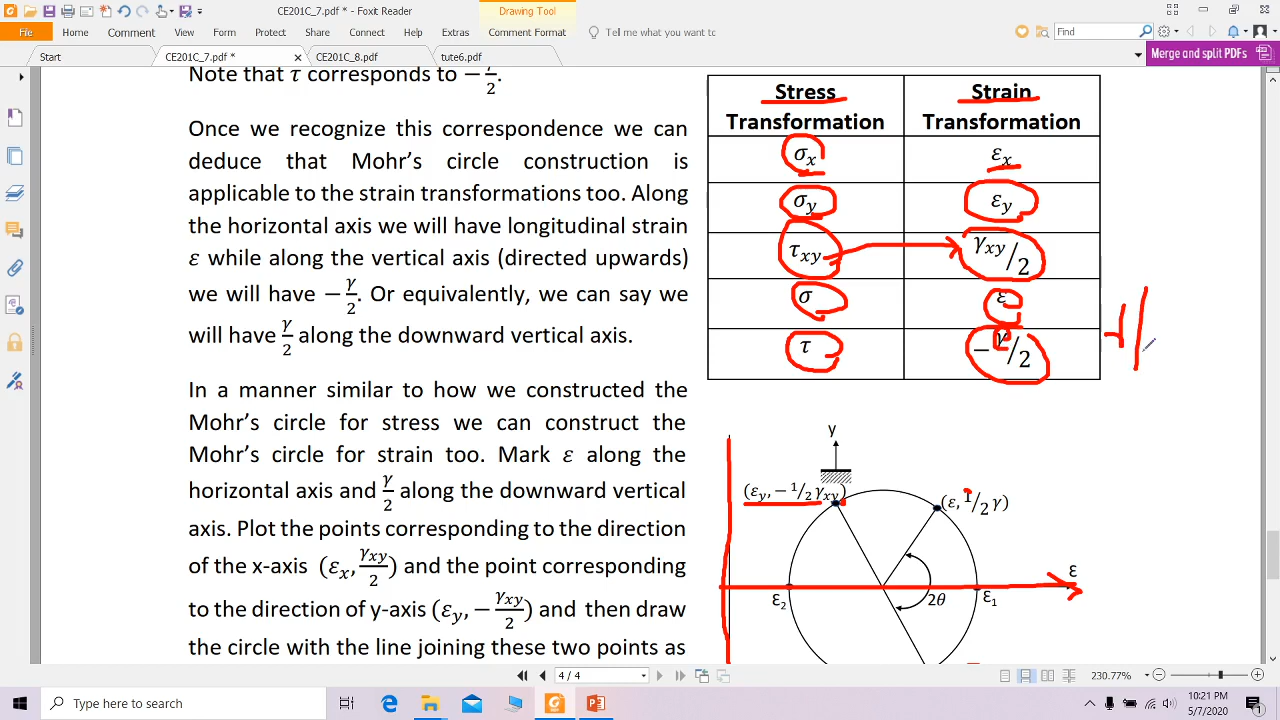 CE201C_7.pdf * - Foxit Reader
Drawing Tool
File Home Comment View Form Protect Share Connect Help Extras Comment Format Tell me what you want to Find
Start CE201C_7.pdf * CE201C_8.pdf tute6.pdf Merge and split PDFs
Note that τ corresponds to −γ/2.
Once we recognize this correspondence we can
deduce that Mohr's circle construction is
applicable to the strain transformations too. Along
the horizontal axis we will have longitudinal strain
ε while along the vertical axis (directed upwards)
we will have −γ/2. Or equivalently, we can say we
will have γ/2 along the downward vertical axis.
In a manner similar to how we constructed the
Mohr's circle for stress we can construct the
Mohr's circle for strain too. Mark ε along the
horizontal axis and γ/2 along the downward vertical
axis. Plot the points corresponding to the direction
of the x-axis (εx, γxy/2) and the point corresponding
to the direction of y-axis (εy, −γxy/2) and then draw
the circle with the line joining these two points as
Stress Transformation Strain Transformation
σx εx
σy εy
τxy γxy/2
σ ε
τ −γ/2
y
(εy, −1/2 γxy)
(ε, 1/2 γ)
ε
ε2
2θ
ε1
4 / 4
230.77%
Type here to search
10:21 PM
5/7/2020